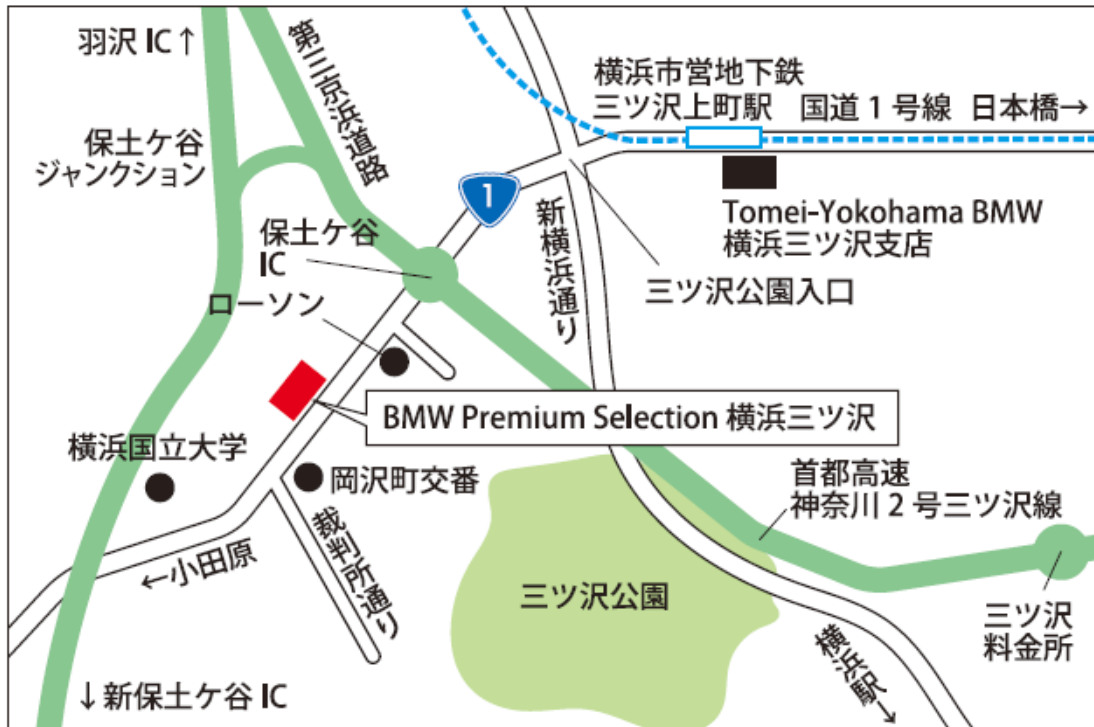 羽沢 IC ↑
第三京浜道路
横浜市営地下鉄
三ツ沢上町駅 国道 1 号線 日本橋→
保土ケ谷
ジャンクション
1
Tomei-Yokohama BMW
横浜三ツ沢支店
保土ケ谷
IC
新横浜通り
三ツ沢公園入口
ローソン
BMW Premium Selection 横浜三ツ沢
横浜国立大学
岡沢町交番
首都高速
神奈川 2 号三ツ沢線
←小田原
裁判所通り
三ツ沢公園
三ツ沢
料金所
横浜駅→
↓新保土ケ谷 IC